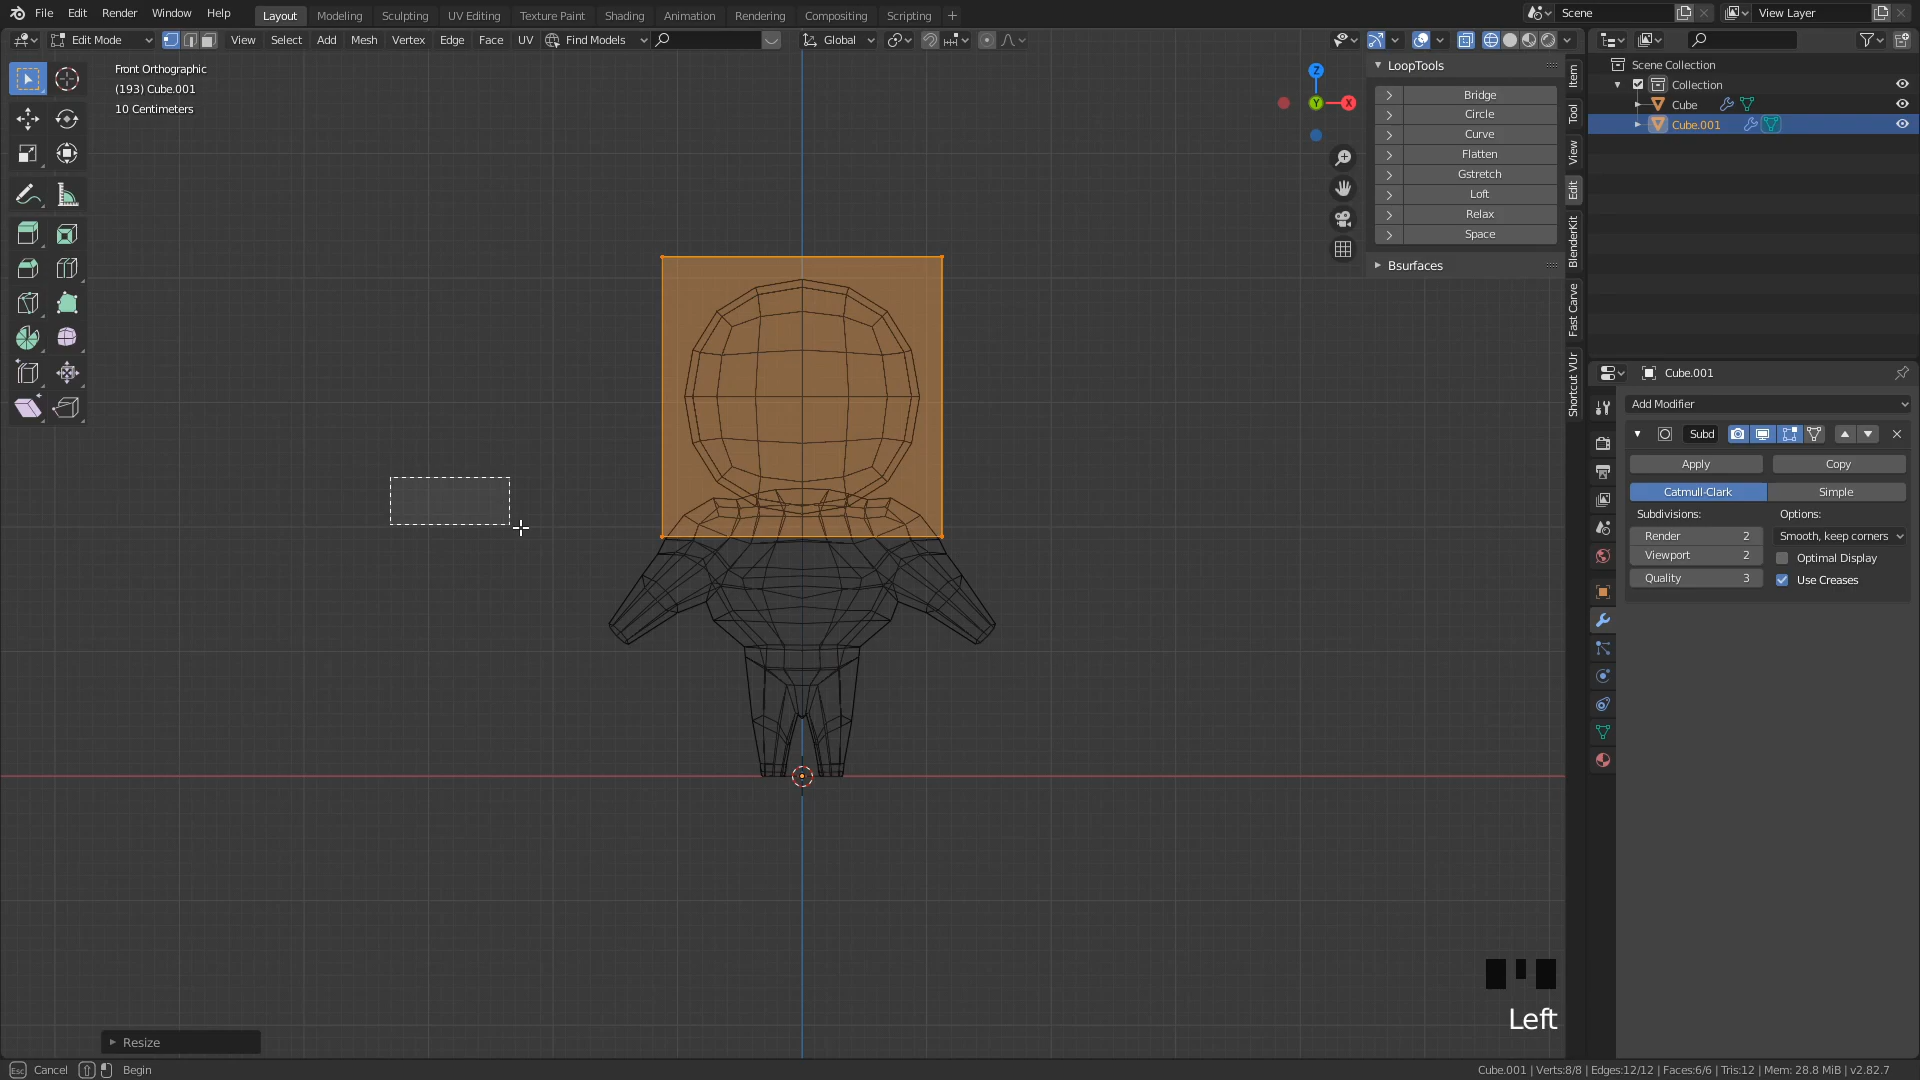 File Edit Render Window Help Layout Modeling Sculpting UV Editing Texture Paint Shading Animation Rendering Compositing Scripting + Scene View Layer
Edit Mode View Select Add Mesh Vertex Edge Face UV Find Models Global
Front Orthographic
(193) Cube.001
10 Centimeters
Z
Y
X
LoopTools
Bridge
Circle
Curve
Flatten
Gstretch
Loft
Relax
Space
Bsurfaces
Item
Tool
View
Edit
BlenderKit
Fast Carve
Shortcut VUr
Scene Collection
Collection
Cube
Cube.001
Cube.001
Add Modifier
Subd
Apply Copy
Catmull-Clark Simple
Subdivisions: Options:
Render 2 Smooth, keep corners
Viewport 2 Optimal Display
Quality 3 Use Creases
Left
Resize
Esc Cancel Begin Cube.001 | Verts:8/8 | Edges:12/12 | Faces:6/6 | Tris:12 | Mem: 28.8 MiB | v2.82.7